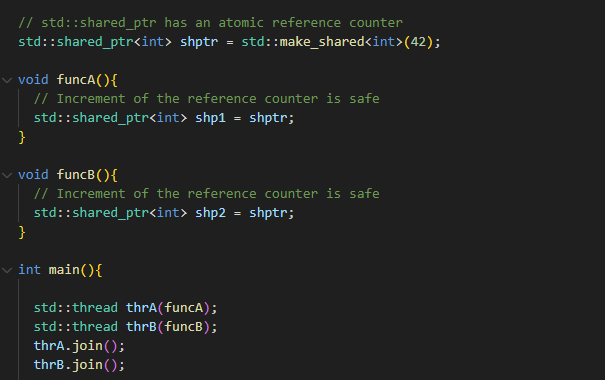 // std::shared_ptr has an atomic reference counter
std::shared_ptr<int> shptr = std::make_shared<int>(42);
void funcA(){
// Increment of the reference counter is safe
std::shared_ptr<int> shp1 = shptr;
}
void funcB(){
// Increment of the reference counter is safe
std::shared_ptr<int> shp2 = shptr;
}
int main(){
std::thread thrA(funcA);
std::thread thrB(funcB);
thrA.join();
thrB.join();